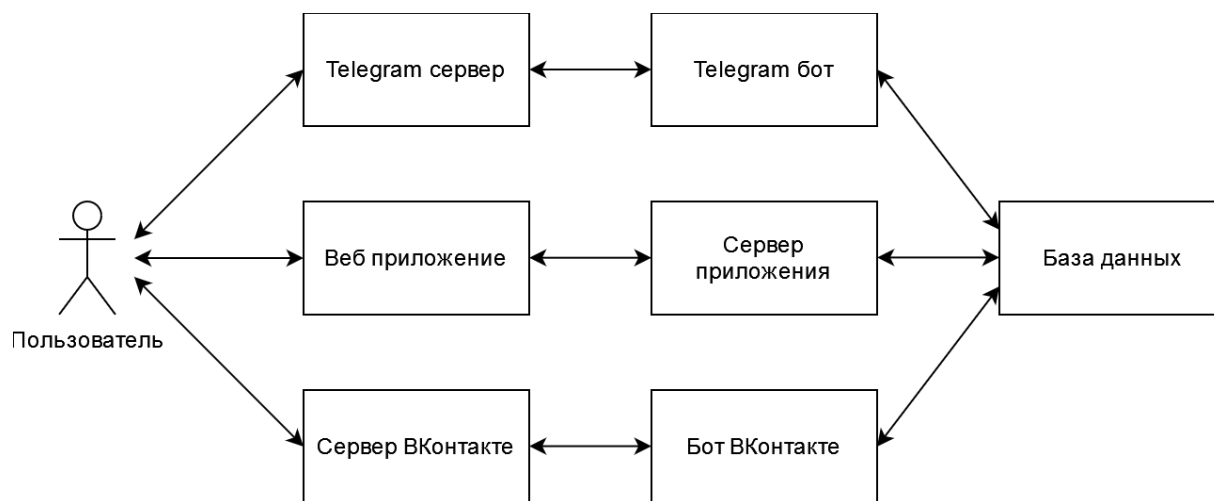 Telegram сервер
Telegram бот
Веб приложение
Сервер
приложения
База данных
Пользователь
Сервер ВКонтакте
Бот ВКонтакте